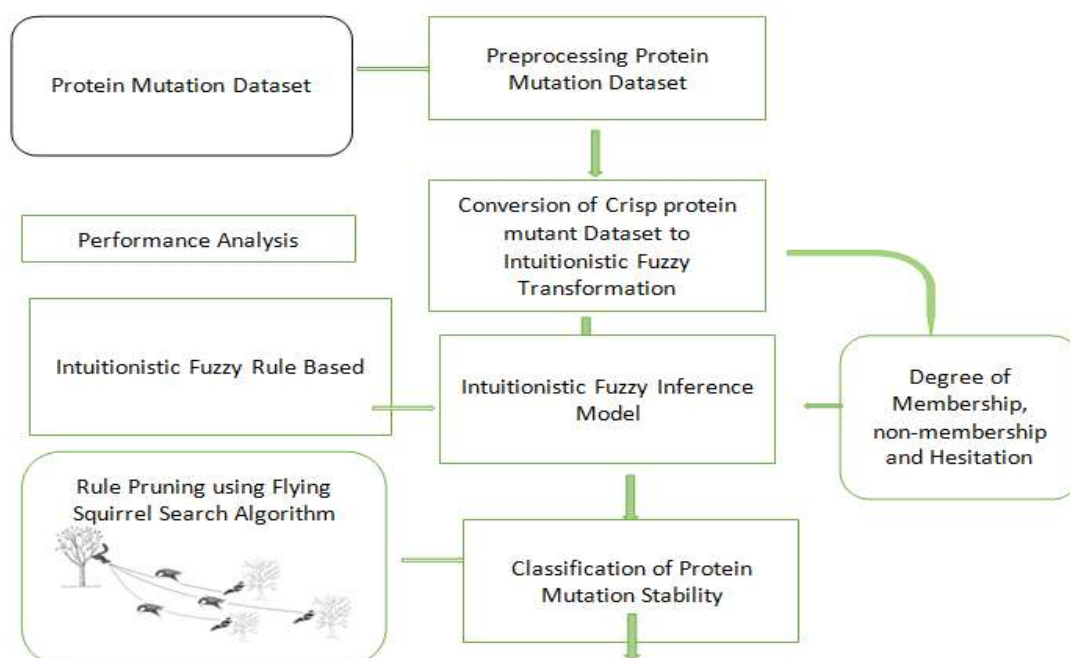 Protein Mutation Dataset
Preprocessing Protein
Mutation Dataset
Conversion of Crisp protein
mutant Dataset to
Intuitionistic Fuzzy
Transformation
Performance Analysis
Intuitionistic Fuzzy Rule Based
Intuitionistic Fuzzy Inference
Model
Degree of
Membership,
non-membership
and Hesitation
Rule Pruning using Flying
Squirrel Search Algorithm
Classification of Protein
Mutation Stability